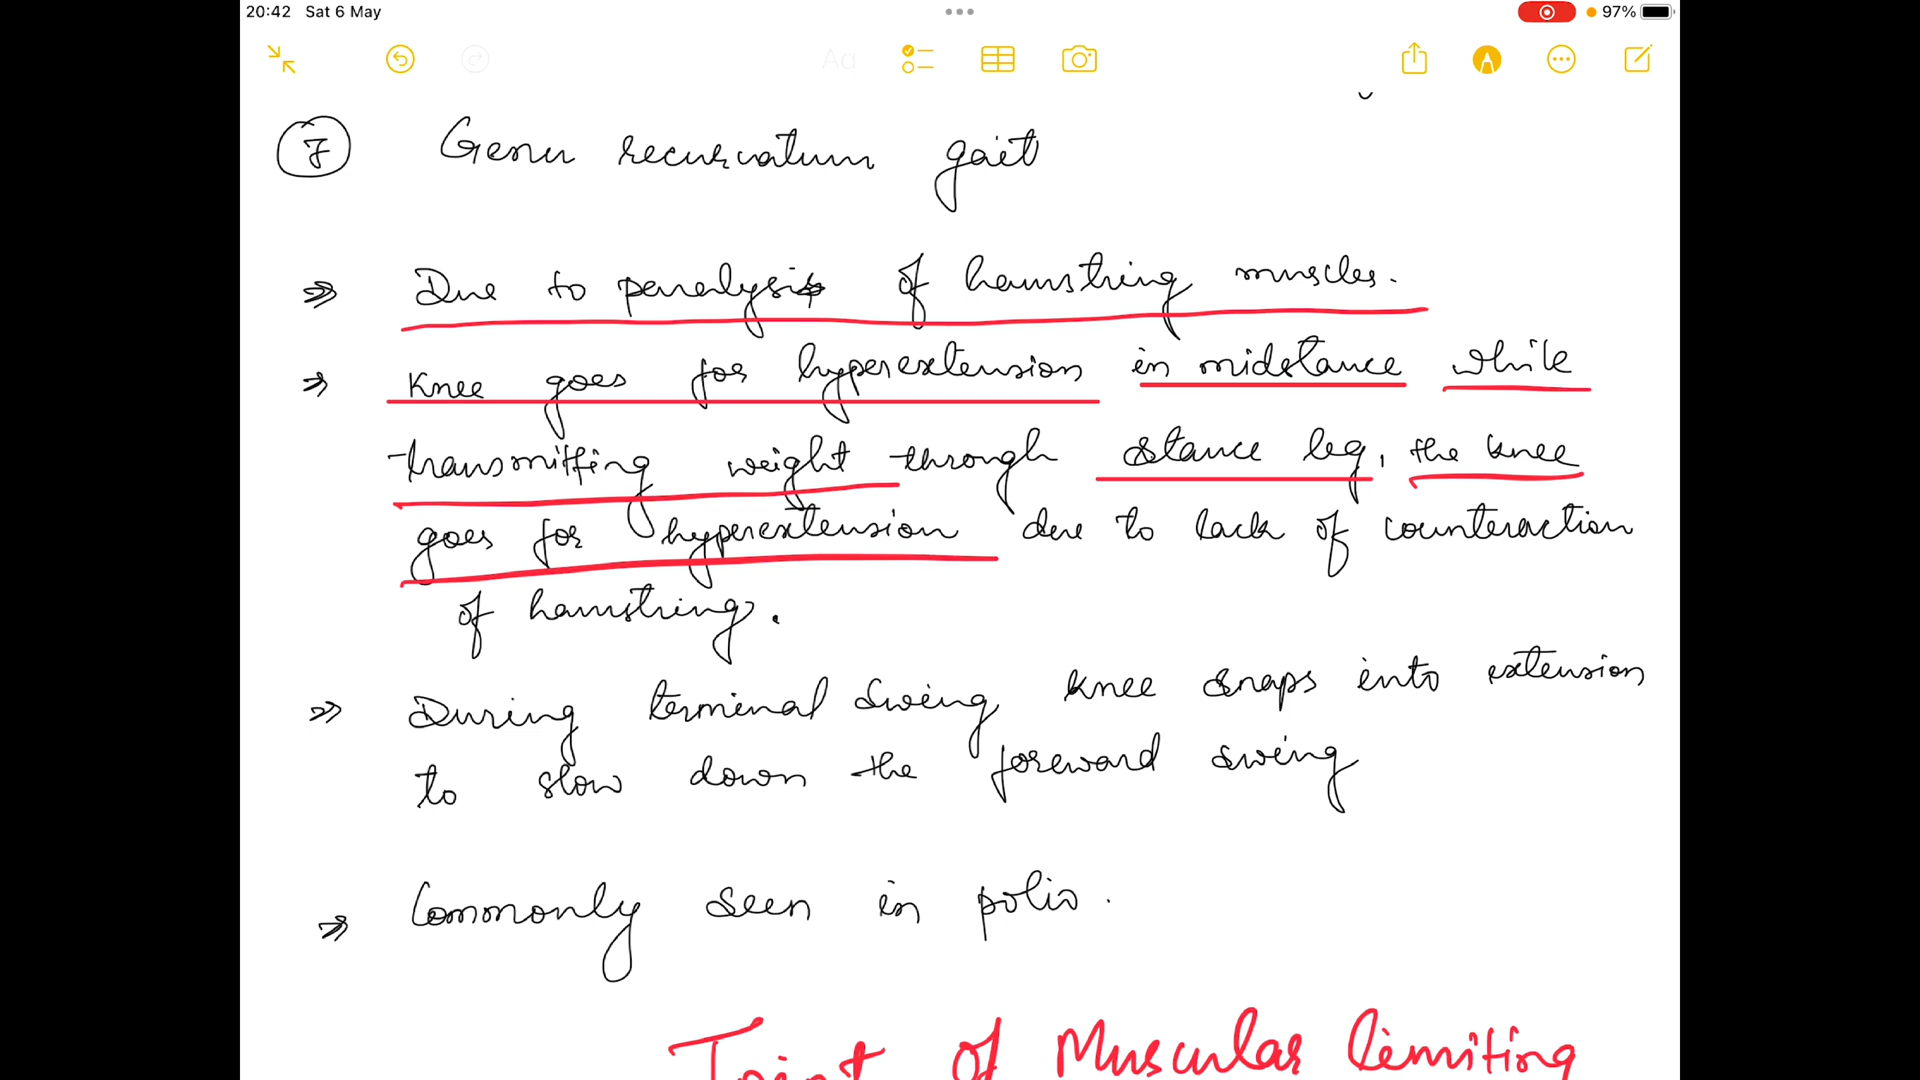 20:42 Sat 6 May 97%
Aa
7 Genu recurvatum gait
Due to paralysis of hamstring muscles.
Knee goes for hyperextension in midstance while
transmitting weight through stance leg, the knee
goes for hyperextension due to lack of counteraction
of hamstring.
During terminal swing knee snaps into extension
to slow down the foreward swing
Commonly seen in polio.
Joint of Muscular limiting